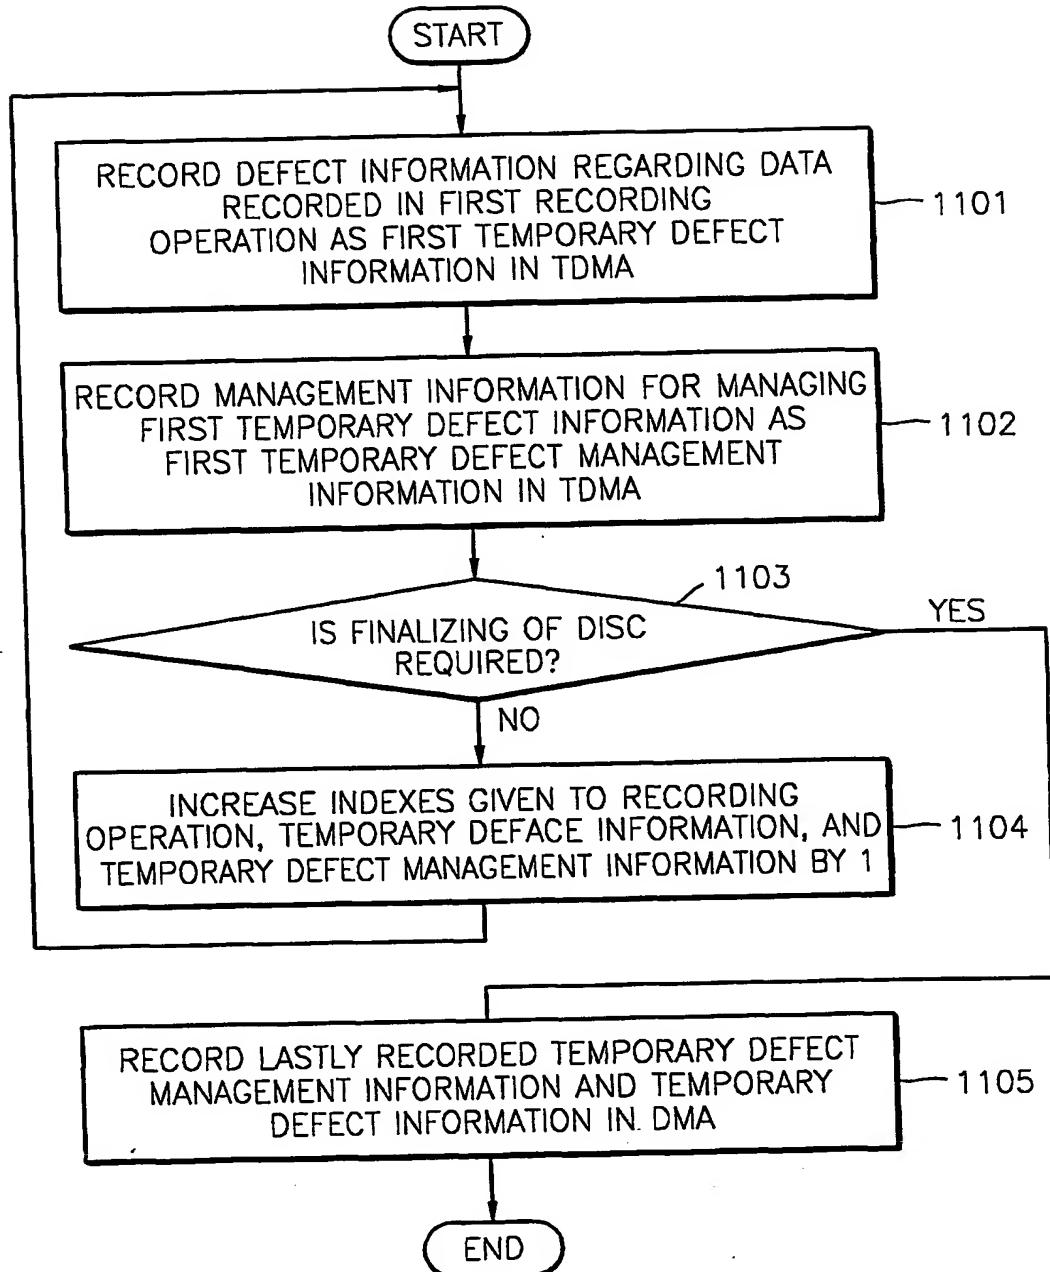 START
RECORD DEFECT INFORMATION REGARDING DATA
RECORDED IN FIRST RECORDING
OPERATION AS FIRST TEMPORARY DEFECT
INFORMATION IN TDMA
1101
RECORD MANAGEMENT INFORMATION FOR MANAGING
FIRST TEMPORARY DEFECT INFORMATION AS
FIRST TEMPORARY DEFECT MANAGEMENT
INFORMATION IN TDMA
1102
1103
IS FINALIZING OF DISC
REQUIRED?
YES
NO
INCREASE INDEXES GIVEN TO RECORDING
OPERATION, TEMPORARY DEFACE INFORMATION, AND
TEMPORARY DEFECT MANAGEMENT INFORMATION BY 1
1104
RECORD LASTLY RECORDED TEMPORARY DEFECT
MANAGEMENT INFORMATION AND TEMPORARY
DEFECT INFORMATION IN DMA
1105
END